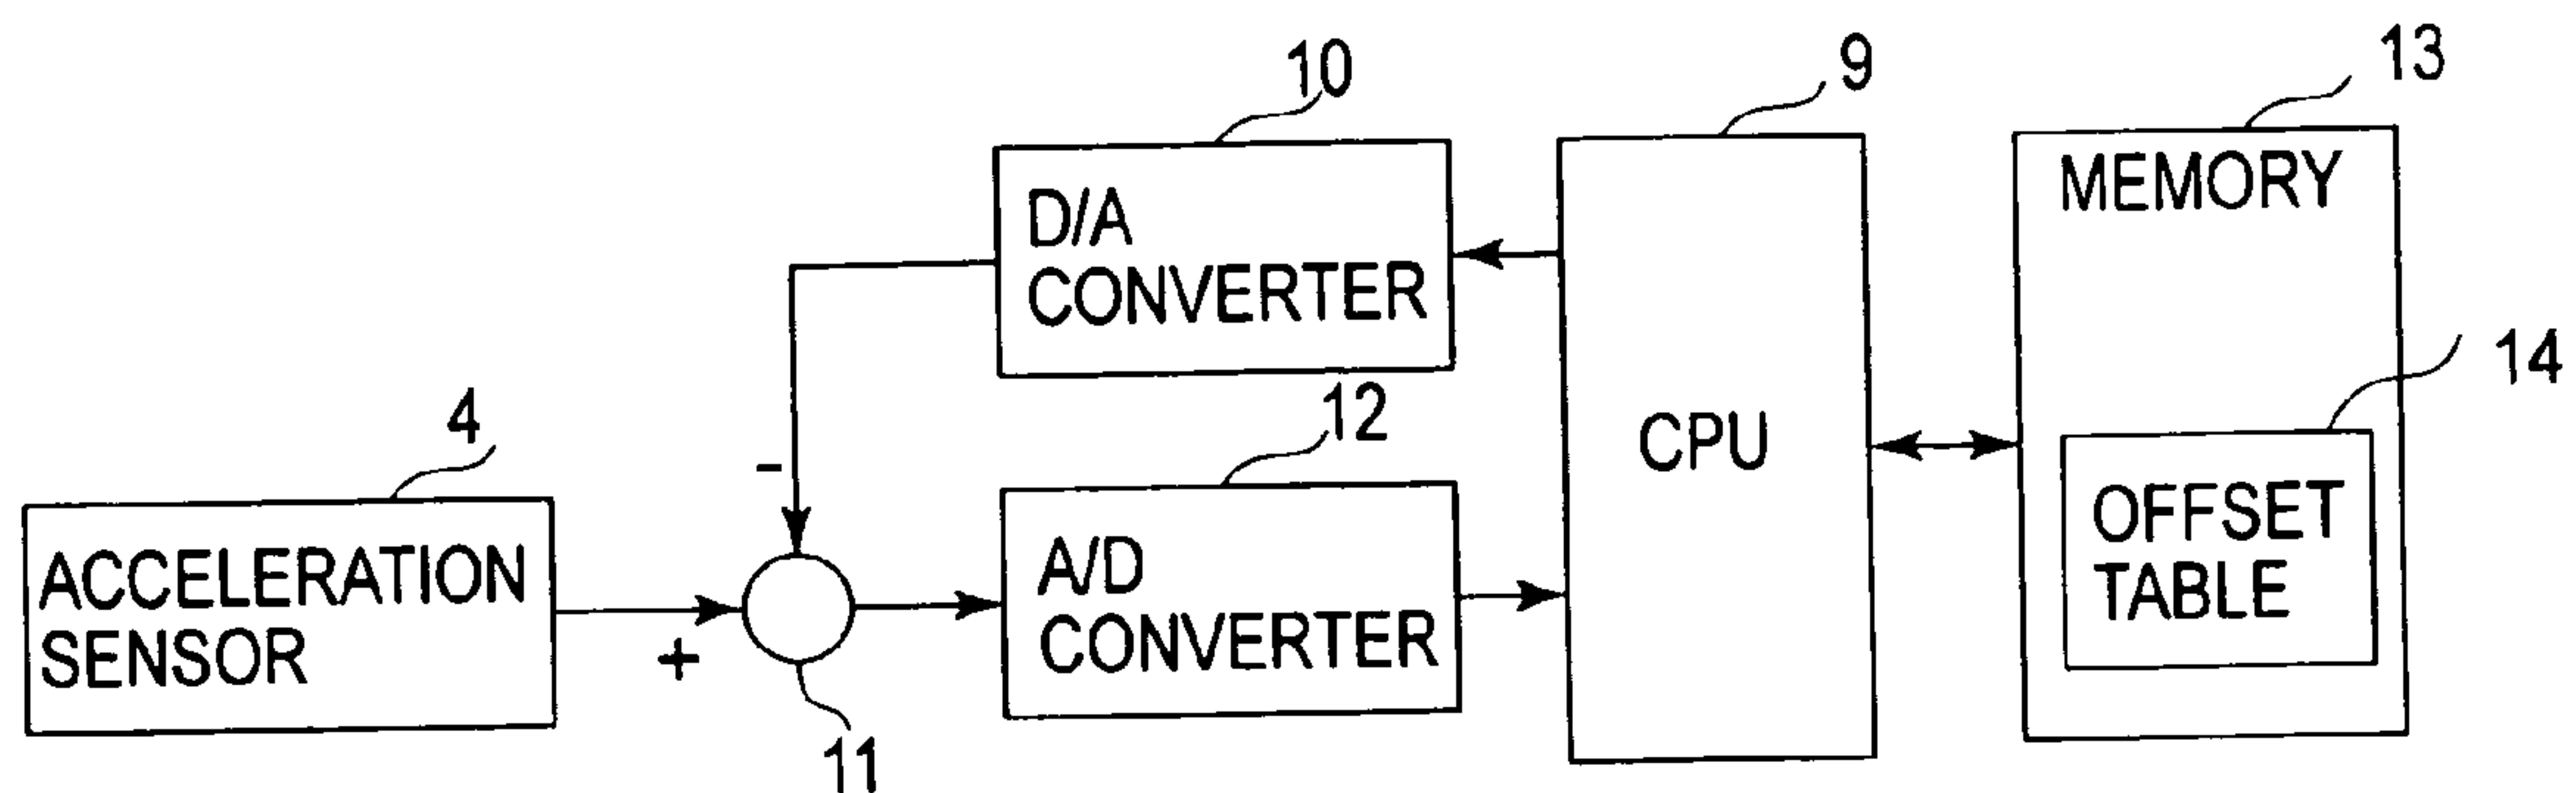 10
9
13
D/A
CONVERTER
MEMORY
14
4
12
-
CPU
ACCELERATION
SENSOR
+
A/D
CONVERTER
OFFSET
TABLE
11